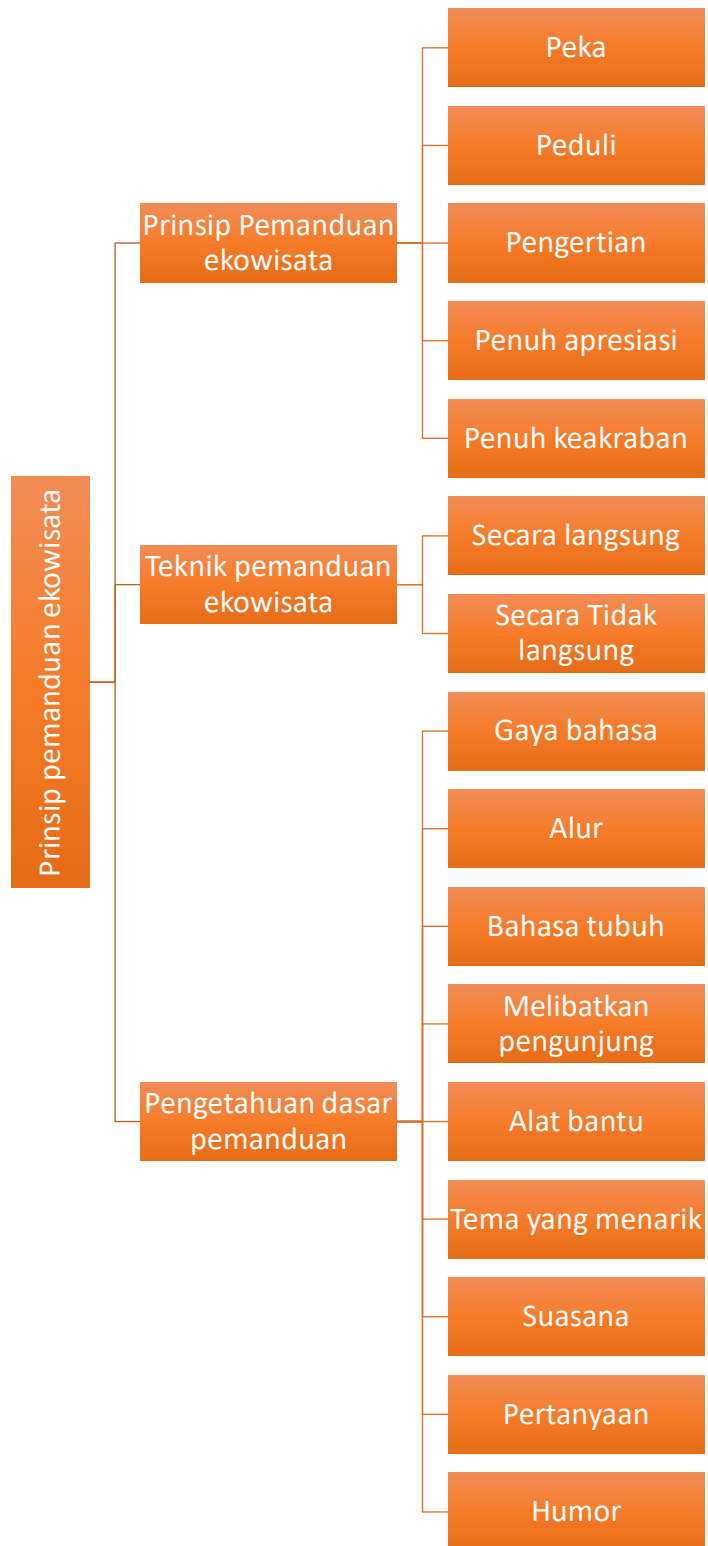 Prinsip pemanduan ekowisata
Prinsip Pemanduan
ekowisata
Peka
Peduli
Pengertian
Penuh apresiasi
Penuh keakraban
Teknik pemanduan
ekowisata
Secara langsung
Secara Tidak
langsung
Pengetahuan dasar
pemanduan
Gaya bahasa
Alur
Bahasa tubuh
Melibatkan
pengunjung
Alat bantu
Tema yang menarik
Suasana
Pertanyaan
Humor